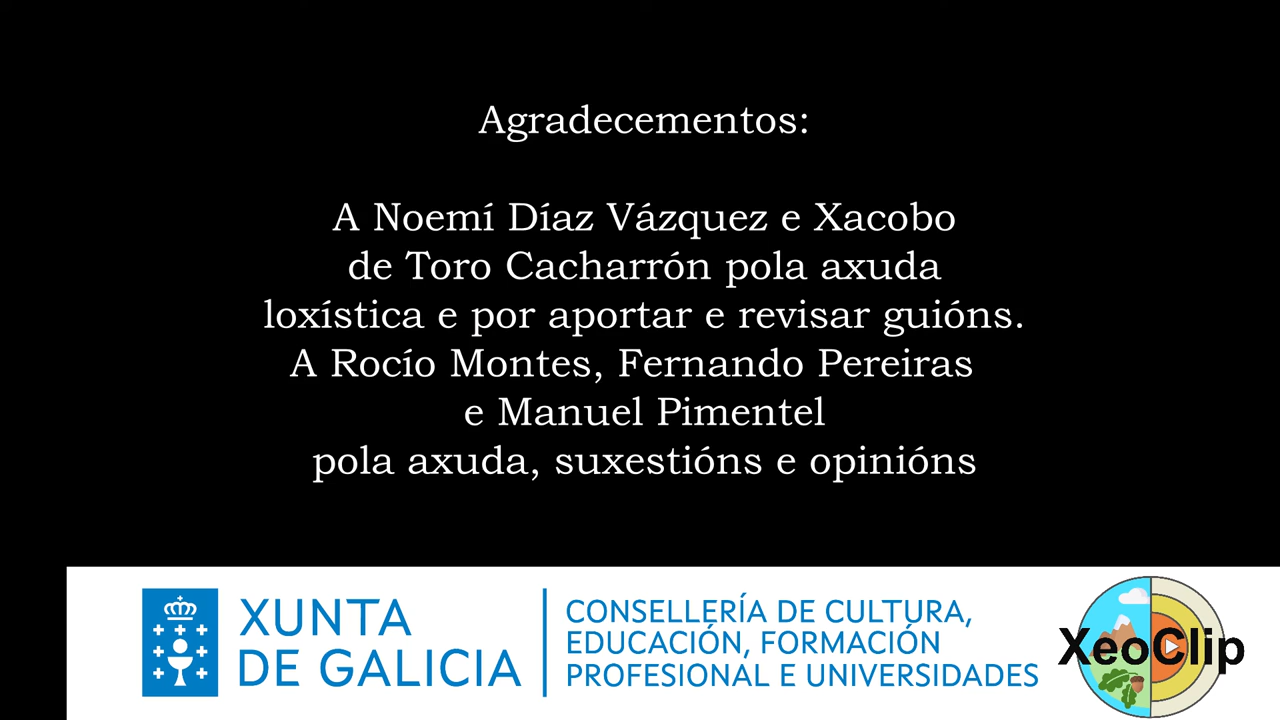 Agradecementos:
A Noemí Díaz Vázquez e Xacobo
de Toro Cacharrón pola axuda
loxística e por aportar e revisar guións.
A Rocío Montes, Fernando Pereiras
e Manuel Pimentel
pola axuda, suxestións e opinións
XUNTA
DE GALICIA
CONSELLERÍA DE CULTURA,
EDUCACIÓN, FORMACIÓN
PROFESIONAL E UNIVERSIDADES
XeoClip